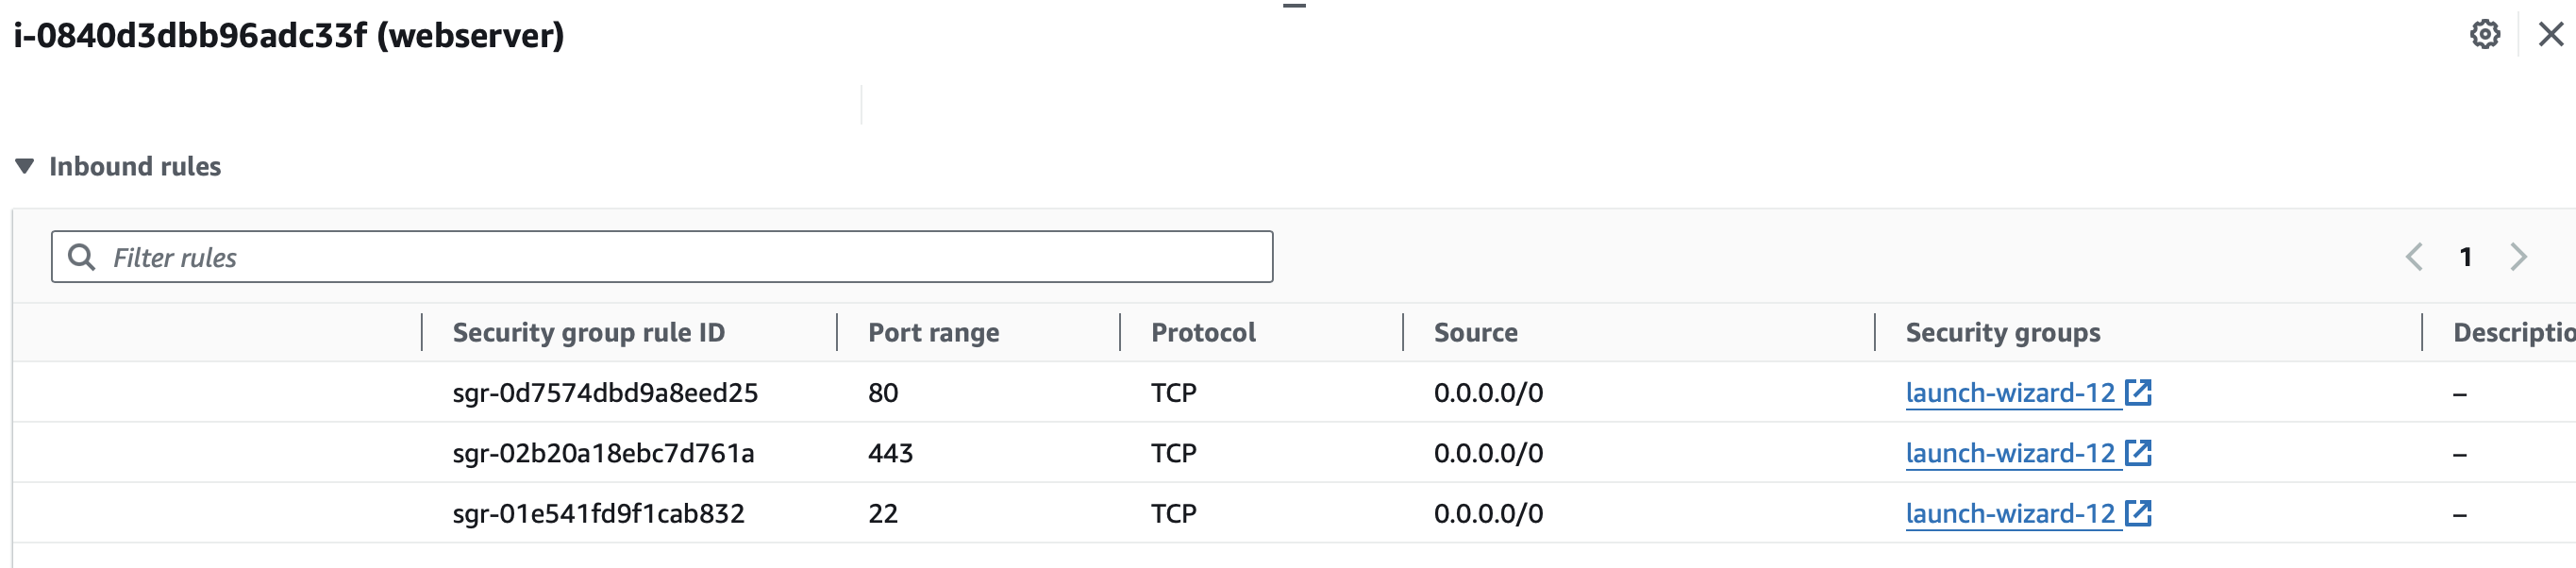 i-0840d3dbb96adc33f (webserver)
Inbound rules
Filter rules
1
Security group rule ID Port range Protocol Source Security groups Descriptio
sgr-0d7574dbd9a8eed25 80 TCP 0.0.0.0/0 launch-wizard-12 –
sgr-02b20a18ebc7d761a 443 TCP 0.0.0.0/0 launch-wizard-12 –
sgr-01e541fd9f1cab832 22 TCP 0.0.0.0/0 launch-wizard-12 –